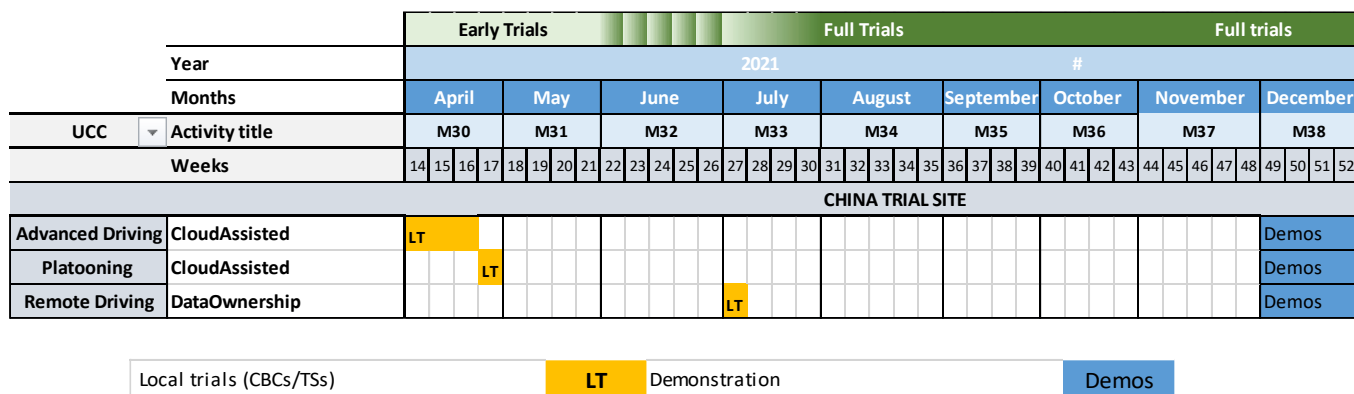 Early Trials Full Trials Full trials
Year 2021 #
Months April May June July August September October November December
UCC Activity title M30 M31 M32 M33 M34 M35 M36 M37 M38
Weeks 14 15 16 17 18 19 20 21 22 23 24 25 26 27 28 29 30 31 32 33 34 35 36 37 38 39 40 41 42 43 44 45 46 47 48 49 50 51 52
CHINA TRIAL SITE
Advanced Driving CloudAssisted LT Demos
Platooning CloudAssisted LT Demos
Remote Driving DataOwnership LT Demos
Local trials (CBCs/TSs) LT Demonstration Demos